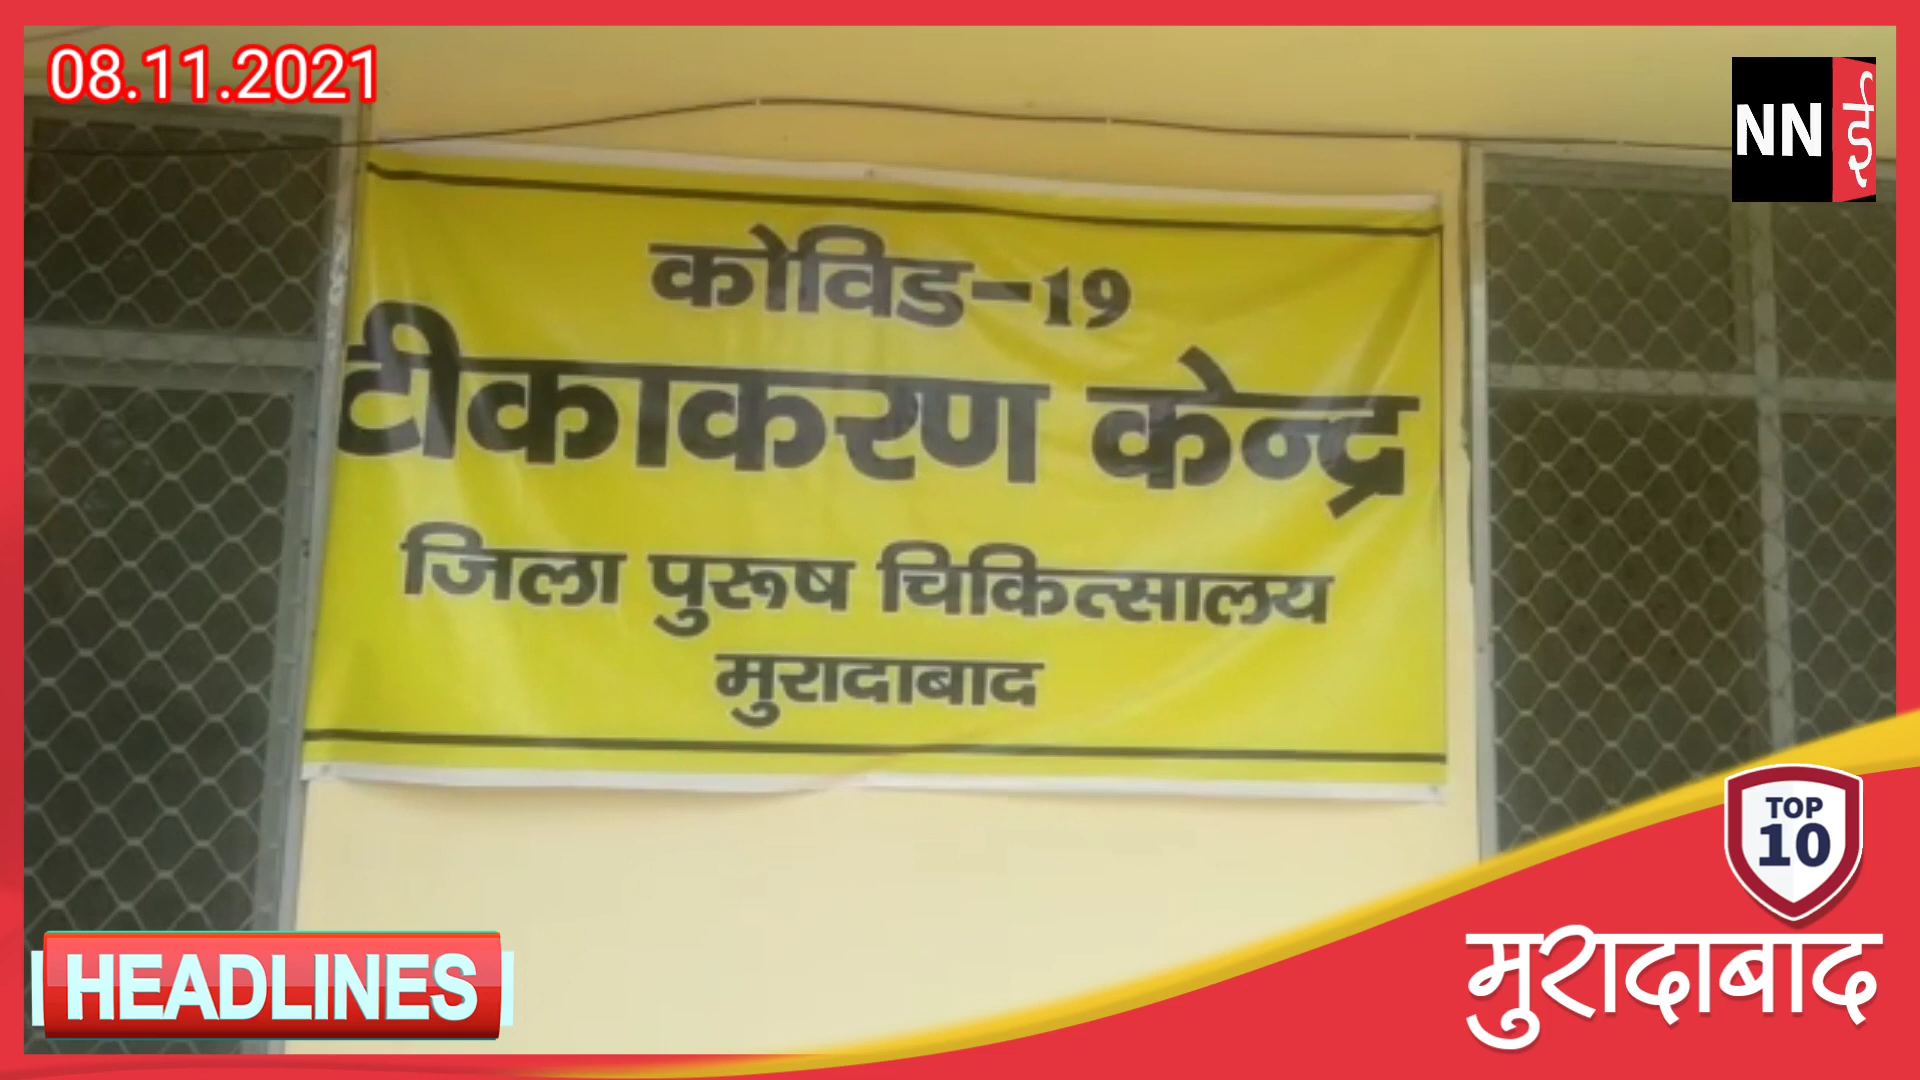 08.11.2021
NN ई
कोविड-19
टीकाकरण केन्द्र
जिला पुरूष चिकित्सालय
मुरादाबाद
TOP
10
HEADLINES
मुरादाबाद